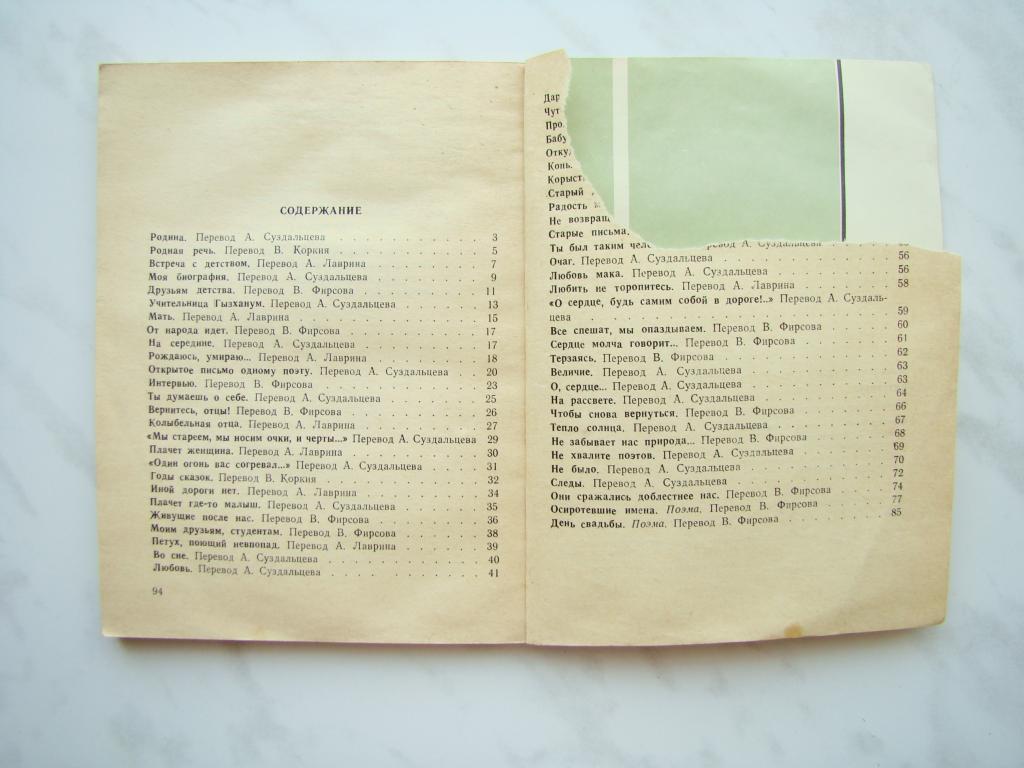 СОДЕРЖАНИЕ
Родина. Перевод А. Суздальцева . . . . . . . . . . 3
Родная речь. Перевод В. Коркия . . . . . . . . . . 5
Встреча с детством. Перевод А. Лаврина . . . . . . . . 7
Моя биография. Перевод А. Суздальцева . . . . . . . . 9
Друзьям детства. Перевод В. Фирсова . . . . . . . . 11
Учительница Гызханум. Перевод А. Суздальцева . . . . . . 13
Мать. Перевод А. Лаврина . . . . . . . . . . . . 15
От народа идет. Перевод В. Фирсова . . . . . . . . . 17
На середине. Перевод А. Суздальцева . . . . . . . . 17
Рождаюсь, умираю... Перевод А. Лаврина . . . . . . . . 18
Открытое письмо одному поэту. Перевод А. Суздальцева . . 20
Интервью. Перевод В. Фирсова . . . . . . . . . . 23
Ты думаешь о себе. Перевод А. Суздальцева . . . . . . 25
Вернитесь, отцы! Перевод В. Фирсова . . . . . . . . 26
Колыбельная отца. Перевод А. Лаврина . . . . . . . . 27
«Мы стареем, мы носим очки, и черты...» Перевод А. Суздальцева 29
Плачет женщина. Перевод А. Лаврина . . . . . . . . 30
«Один огонь вас согревал...» Перевод А. Суздальцева . . . . 31
Годы сказок. Перевод В. Коркия . . . . . . . . . . 32
Иной дороги нет. Перевод А. Лаврина . . . . . . . . 34
Плачет где-то малыш. Перевод А. Суздальцева . . . . . . 35
Живущие после нас. Перевод В. Фирсова . . . . . . . . 36
Моим друзьям, студентам. Перевод В. Фирсова . . . . . . 38
Петух, поющий невпопад. Перевод А. Лаврина . . . . . . 39
Во сне. Перевод А. Суздальцева . . . . . . . . . . 40
Любовь. Перевод А. Суздальцева . . . . . . . . . . 41
94
Дар
Чут
Про
Бабу
Отку
Конь.
Корыст
Старый
Радость
Не возвращ
Старые письма.
Ты был таким чел А. Суздальцева
Очаг. Перевод А. Суздальцева . . . . . . . . . . 56
Любовь мака. Перевод А. Суздальцева . . . . . . . . 56
Любить не торопитесь. Перевод А. Лаврина . . . . . . . 58
«О сердце, будь самим собой в дороге!..» Перевод А. Суздаль-
цева . . . . . . . . . . . . . . . . . 59
Все спешат, мы опаздываем. Перевод В. Фирсова . . . . . 60
Сердце молча говорит... Перевод В. Фирсова . . . . . . 61
Терзаясь. Перевод В. Фирсова . . . . . . . . . . 62
Величие. Перевод А. Суздальцева . . . . . . . . . 63
О, сердце... Перевод А. Суздальцева . . . . . . . . 63
На рассвете. Перевод А. Суздальцева . . . . . . . . 64
Чтобы снова вернуться. Перевод В. Фирсова . . . . . . 66
Тепло солнца. Перевод А. Суздальцева . . . . . . . . 67
Не забывает нас природа... Перевод В. Фирсова . . . . . 68
Не хвалите поэтов. Перевод А. Суздальцева . . . . . . 69
Не было. Перевод А. Суздальцева . . . . . . . . . 70
Следы. Перевод А. Суздальцева . . . . . . . . . . 72
Они сражались доблестнее нас. Перевод В. Фирсова . . . . 74
Осиротевшие имена. Поэма. Перевод В. Фирсова . . . . . 77
День свадьбы. Поэма. Перевод В. Фирсова . . . . . . 85